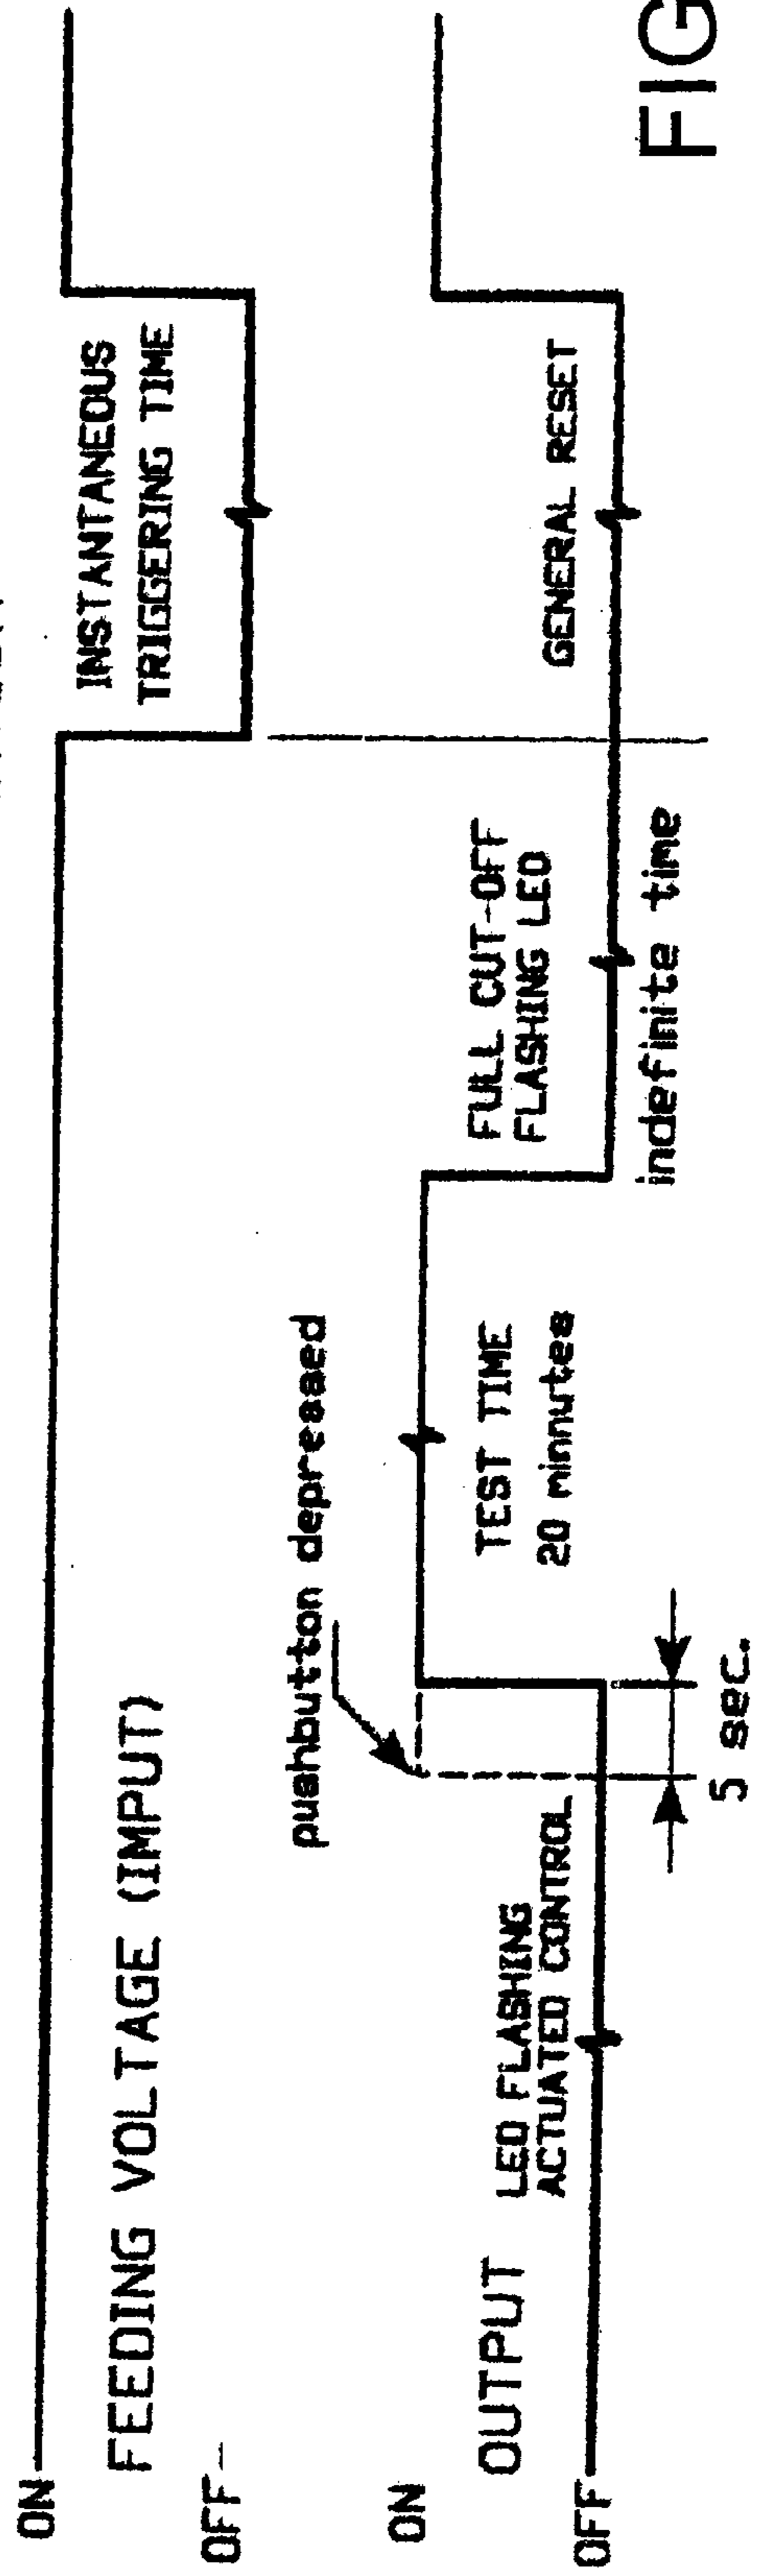 ON
FEEDING VOLTAGE (IMPUT)
OFF
INSTANTANEOUS
TRIGGERING TIME
pushbutton depressed
ON
OUTPUT
LED FLASHING
ACTUATED CONTROL
OFF
TEST TIME
20 minnutes
FULL CUT-OFF
FLASHING LED
GENERAL RESET
5 sec.
indefinite time
FIG